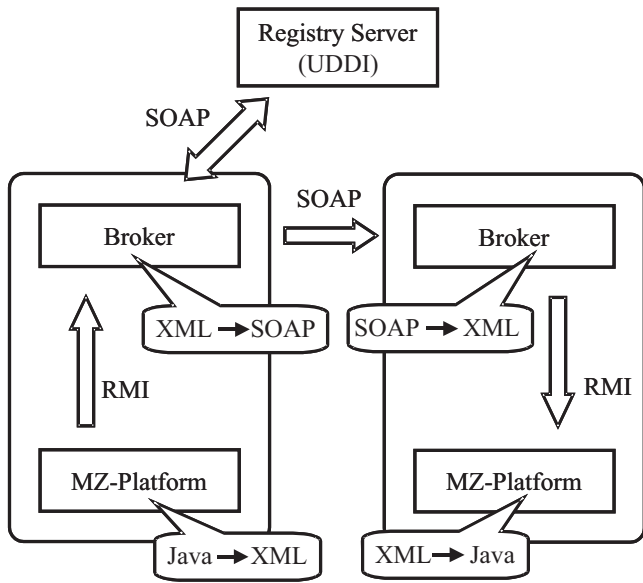 Registry Server
(UDDI)
SOAP
SOAP
Broker
Broker
XML → SOAP
SOAP → XML
RMI
RMI
MZ-Platform
MZ-Platform
Java → XML
XML → Java